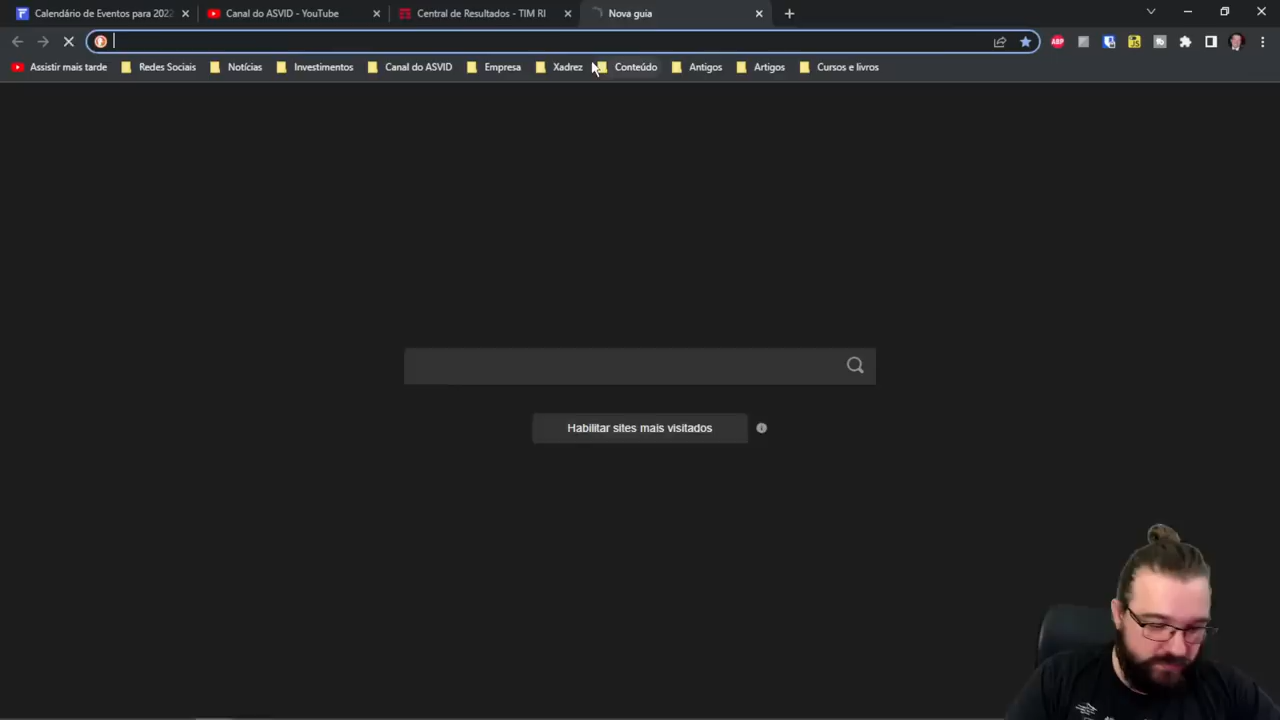 Calendário de Eventos para 2022
Canal do ASVID - YouTube
Central de Resultados - TIM RI
Nova guia
ABP
Assistir mais tarde
Redes Sociais
Notícias
Investimentos
Canal do ASVID
Empresa
Xadrez
Conteúdo
Antigos
Artigos
Cursos e livros
Habilitar sites mais visitados